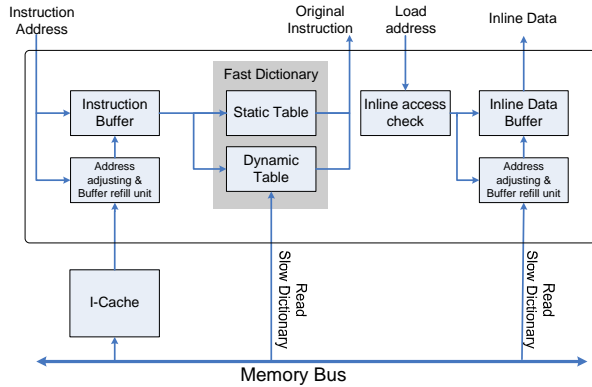 Instruction
Address
Original
Instruction
Load
address
Inline Data
Fast Dictionary
Instruction
Buffer
Static Table
Inline access
check
Inline Data
Buffer
Address
adjusting &
Buffer refill unit
Dynamic
Table
Address
adjusting &
Buffer refill unit
I-Cache
Read
Slow Dictionary
Read
Slow Dictionary
Memory Bus